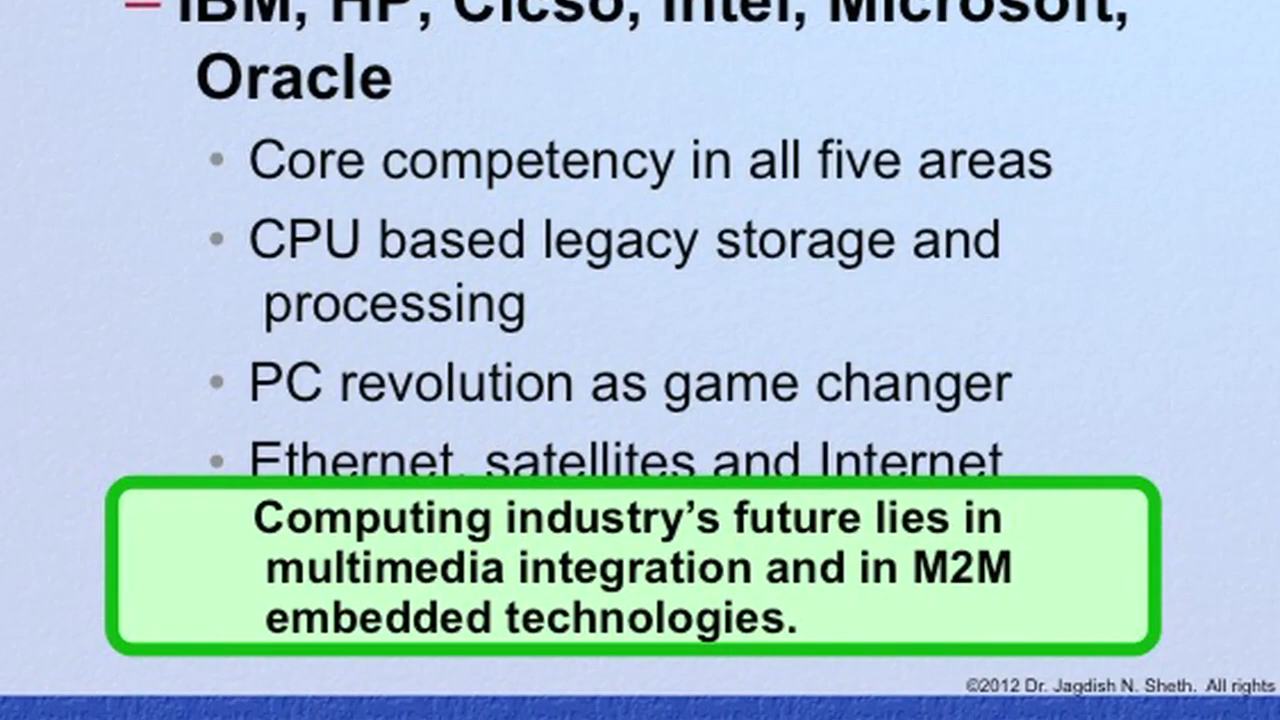 – IBM, HP, Cicso, Intel, Microsoft,
Oracle
• Core competency in all five areas
• CPU based legacy storage and
processing
• PC revolution as game changer
• Ethernet, satellites and Internet
Computing industry’s future lies in
multimedia integration and in M2M
embedded technologies.
©2012 Dr. Jagdish N. Sheth. All rights